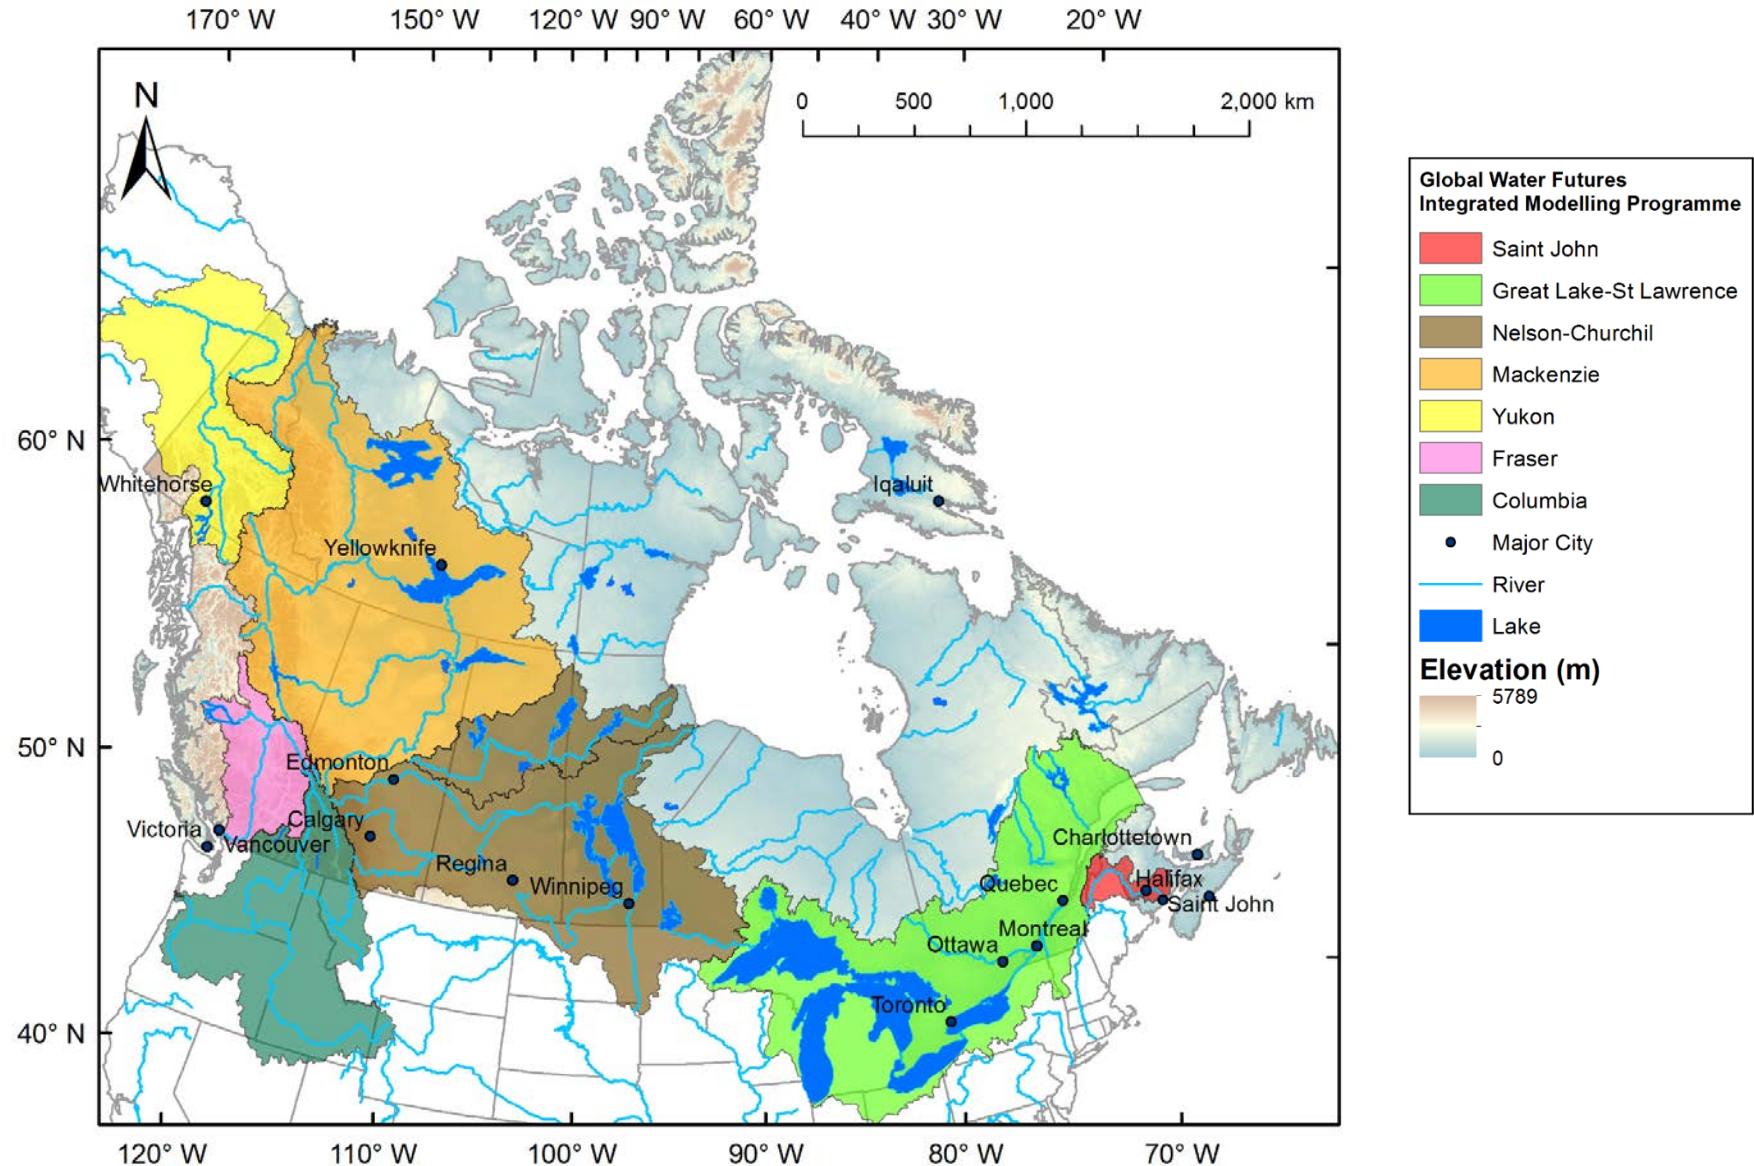 170° W 150° W 120° W 90° W 60° W 40° W 30° W 20° W
N
0 500 1,000 2,000 km
60° N
50° N
40° N
Whitehorse
Iqaluit
Yellowknife
Edmonton
Calgary
Victoria
Vancouver
Regina
Winnipeg
Charlottetown
Quebec
Halifax
Saint John
Montreal
Ottawa
Toronto
120° W 110° W 100° W 90° W 80° W 70° W
Global Water Futures
Integrated Modelling Programme
Saint John
Great Lake-St Lawrence
Nelson-Churchil
Mackenzie
Yukon
Fraser
Columbia
Major City
River
Lake
Elevation (m)
5789
0